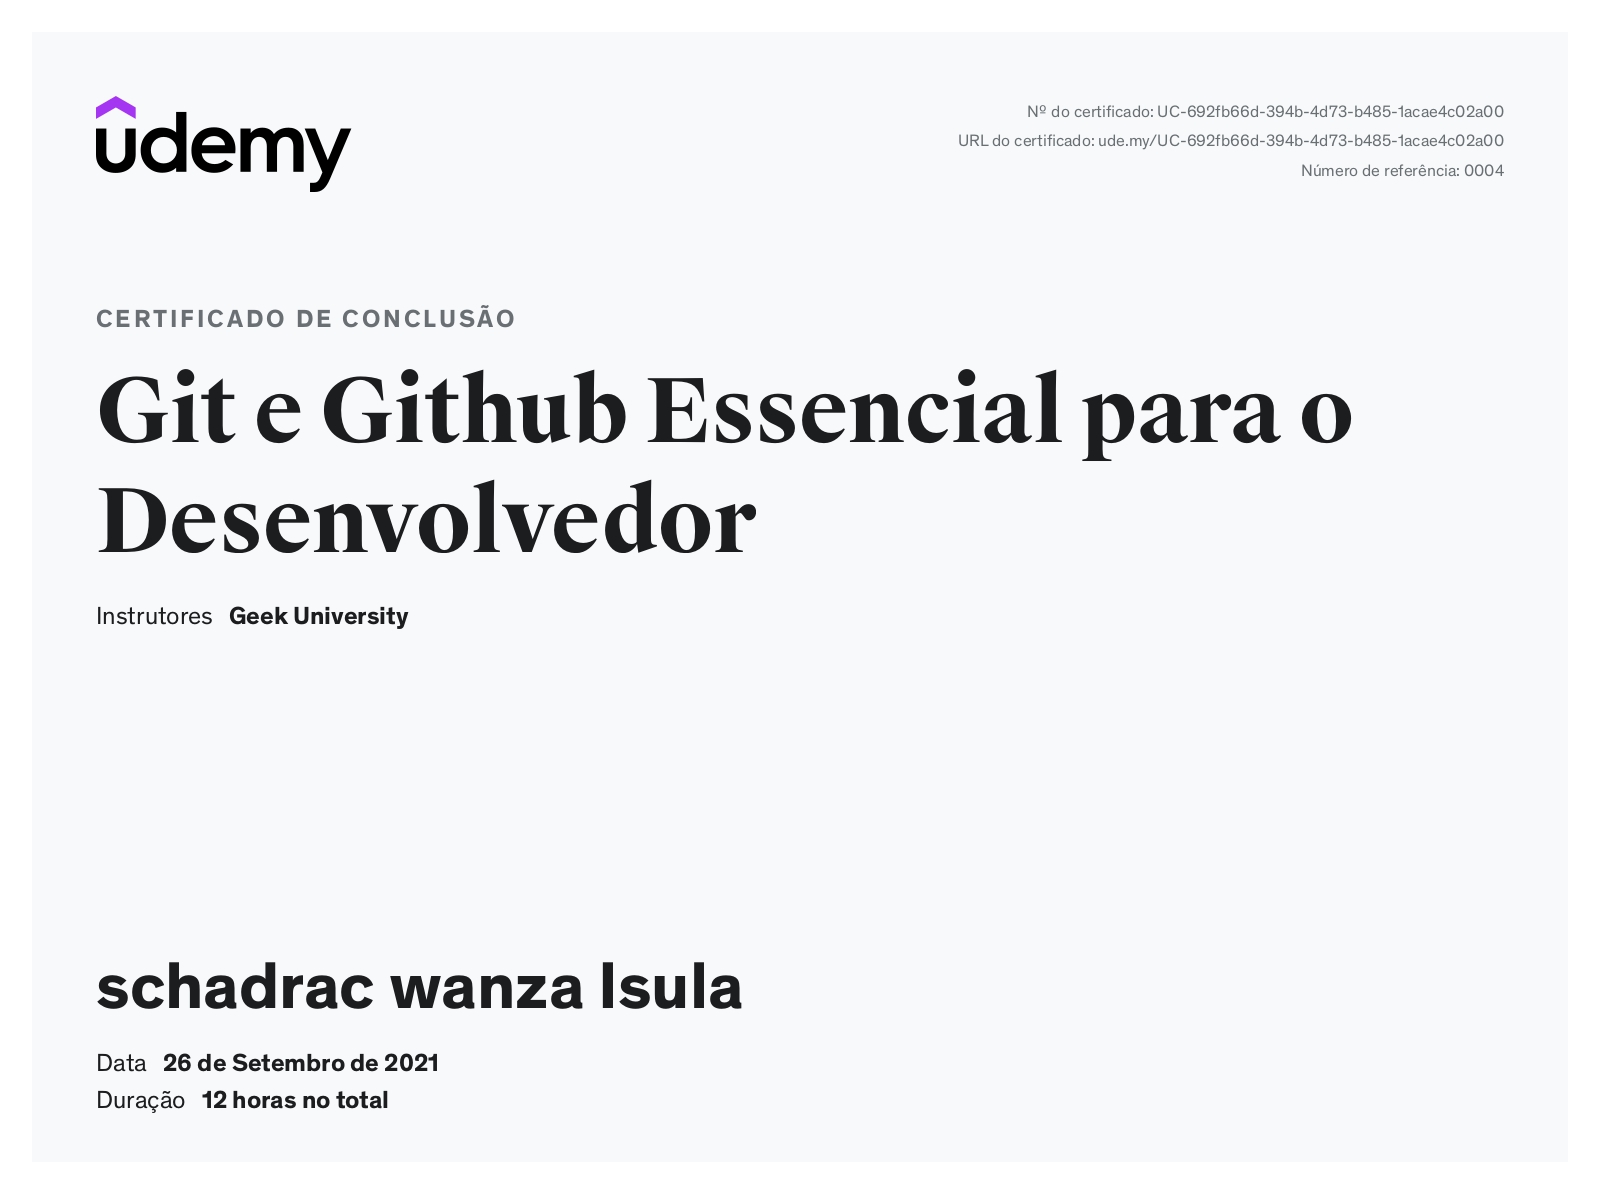 udemy
Nº do certificado: UC-692fb66d-394b-4d73-b485-1acae4c02a00
URL do certificado: ude.my/UC-692fb66d-394b-4d73-b485-1acae4c02a00
Número de referência: 0004
CERTIFICADO DE CONCLUSÃO
Git e Github Essencial para o
Desenvolvedor
Instrutores Geek University
schadrac wanza lsula
Data 26 de Setembro de 2021
Duração 12 horas no total